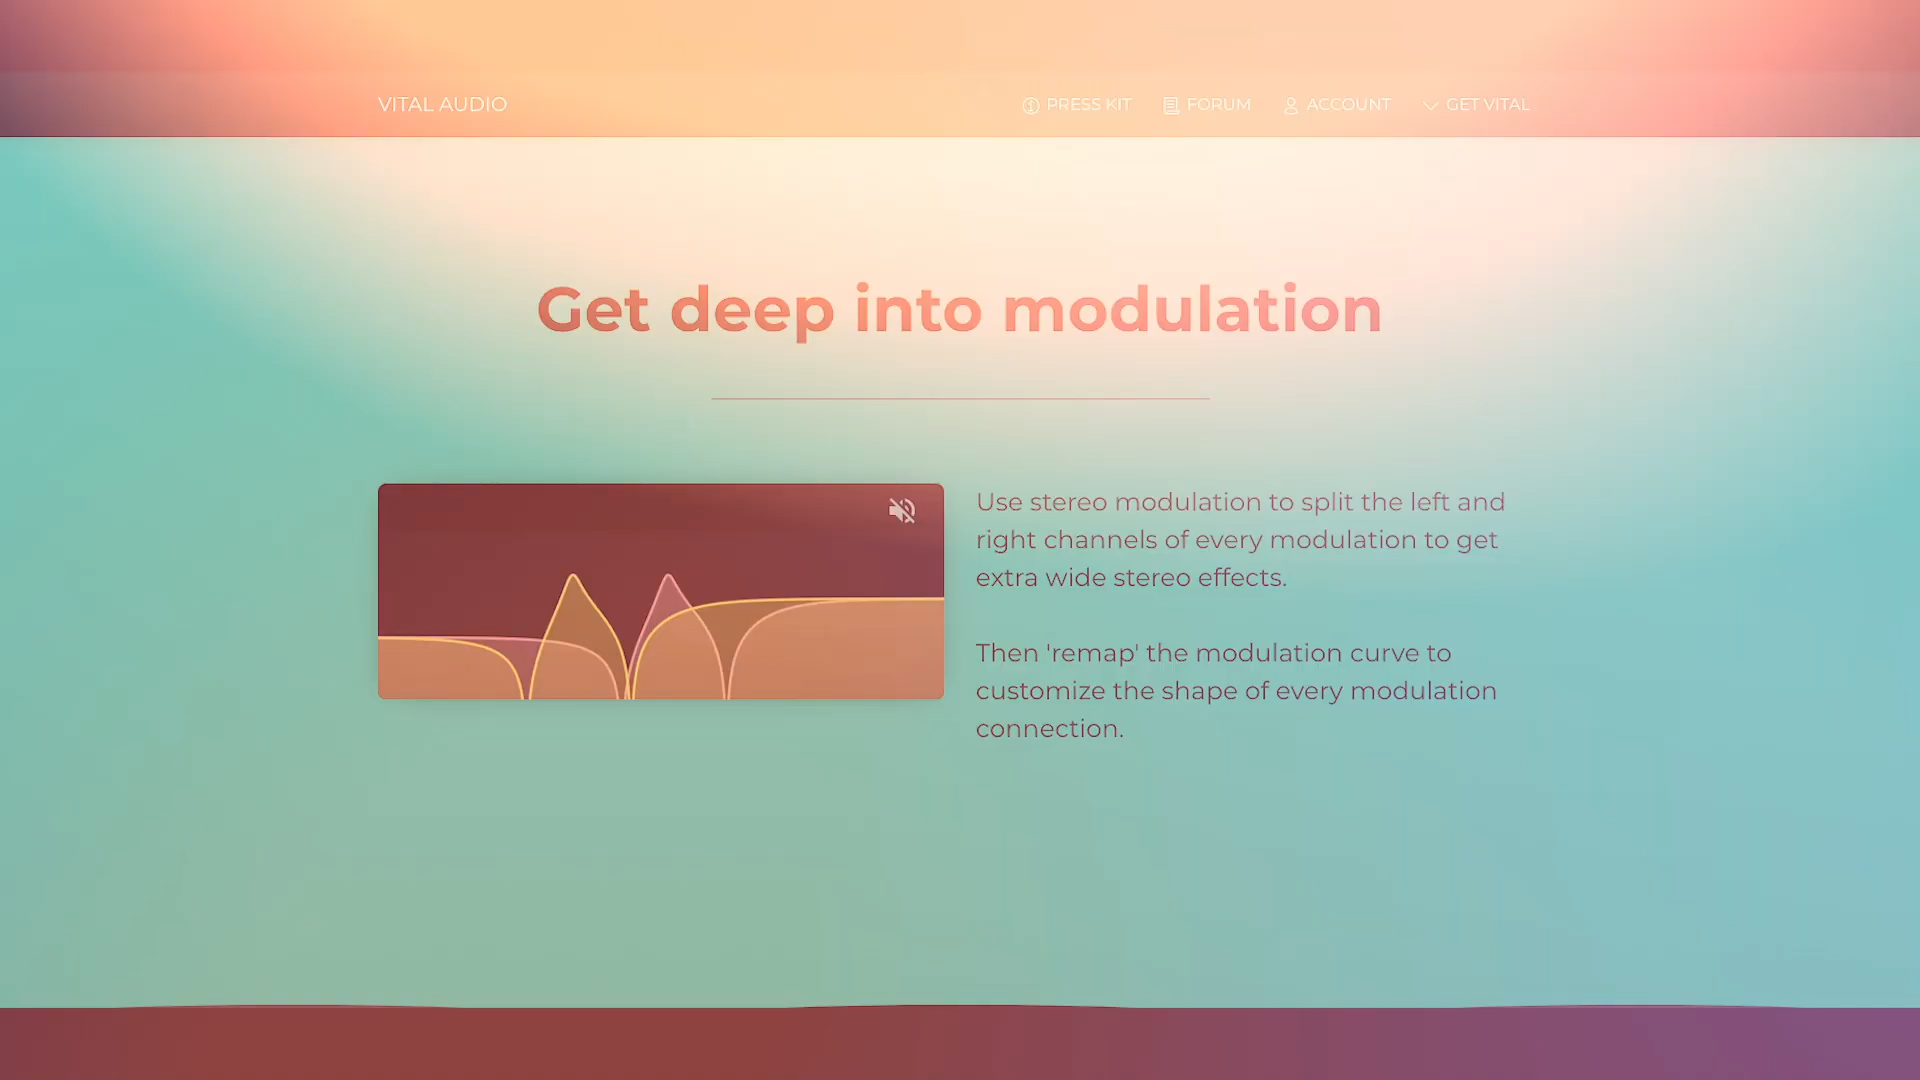 VITAL AUDIO
PRESS KIT
FORUM
ACCOUNT
GET VITAL
Get deep into modulation
Use stereo modulation to split the left and
right channels of every modulation to get
extra wide stereo effects.
Then 'remap' the modulation curve to
customize the shape of every modulation
connection.